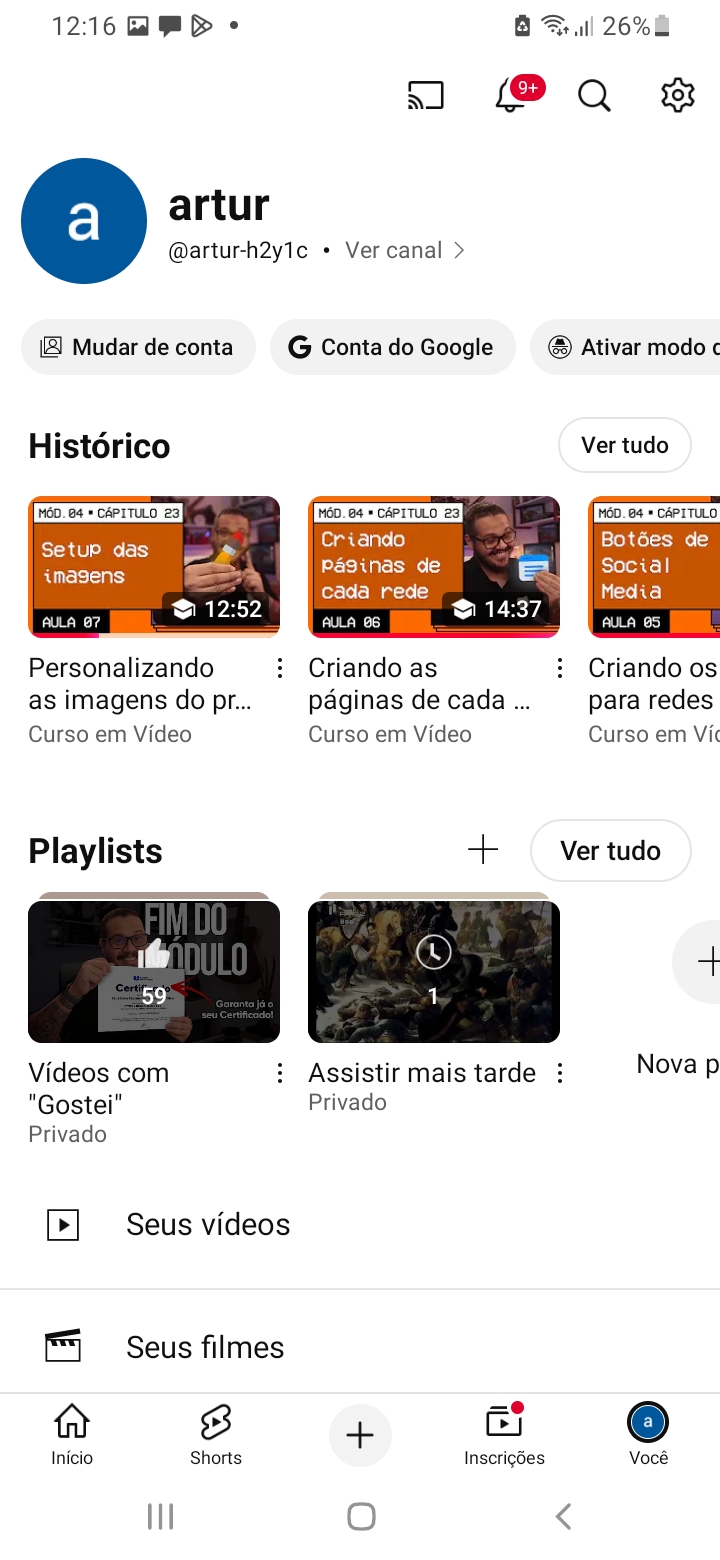 12:16
26%
9+
a
artur
@artur-h2y1c • Ver canal
Mudar de conta
Conta do Google
Ativar modo
Histórico
Ver tudo
MÓD.04 ▪ CÁPITULO 23
Setup das
imagens
AULA 07
12:52
MÓD.04 ▪ CÁPITULO 23
Criando
páginas de
cada rede
AULA 06
14:37
MÓD.04 ▪ CÁPITULO
Botões de
Social
Media
AULA 05
Personalizando
as imagens do pr...
Curso em Vídeo
Criando as
páginas de cada ...
Curso em Vídeo
Criando os
para redes
Curso em
Playlists
Ver tudo
FIM DO
MÓDULO
Certificado
59
Garanta já o
seu Certificado!
1
Vídeos com
"Gostei"
Privado
Assistir mais tarde
Privado
Nova p
Seus vídeos
Seus filmes
Início
Shorts
Inscrições
a
Você